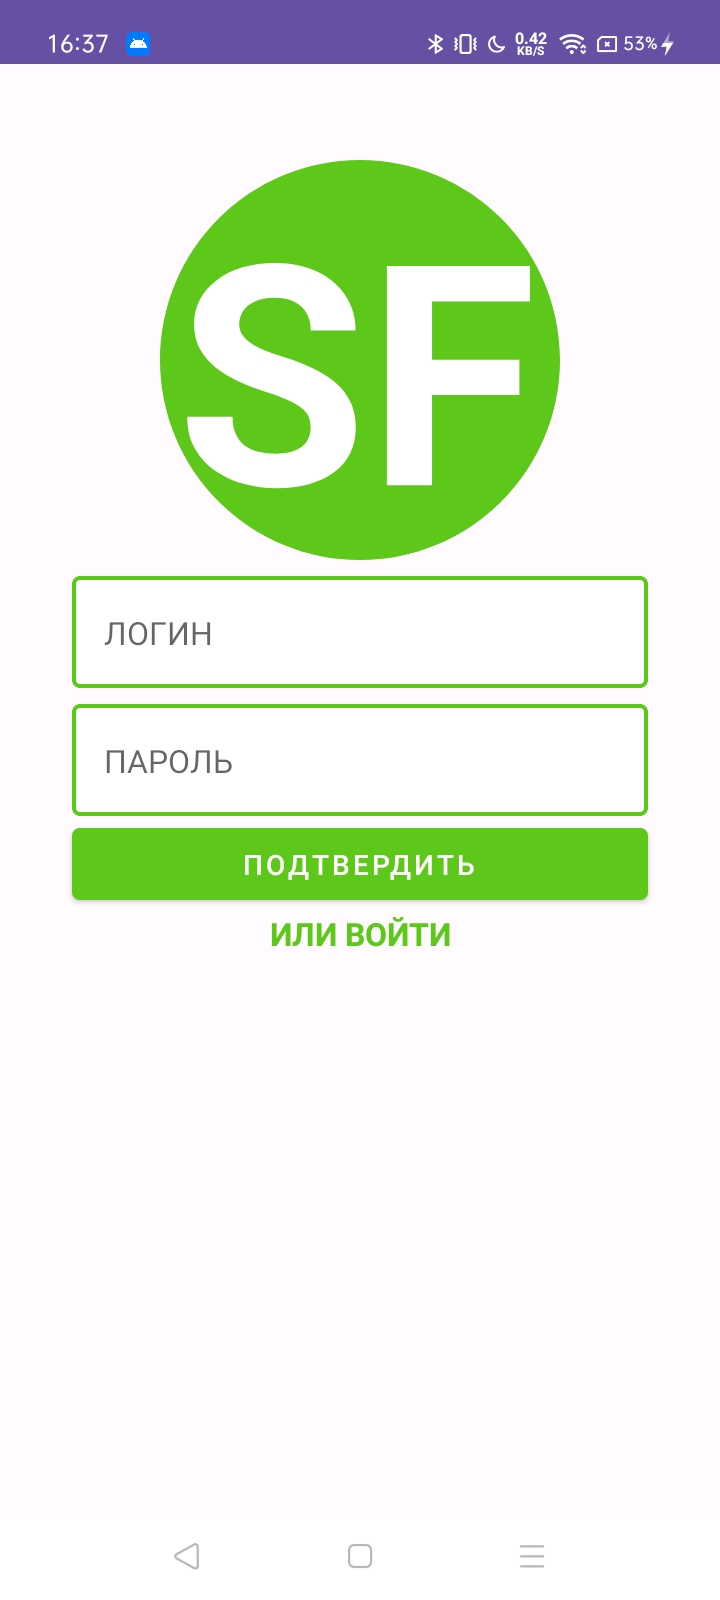 16:37 0.42 KB/S 53%
SF
ЛОГИН
ПАРОЛЬ
ПОДТВЕРДИТЬ
ИЛИ ВОЙТИ